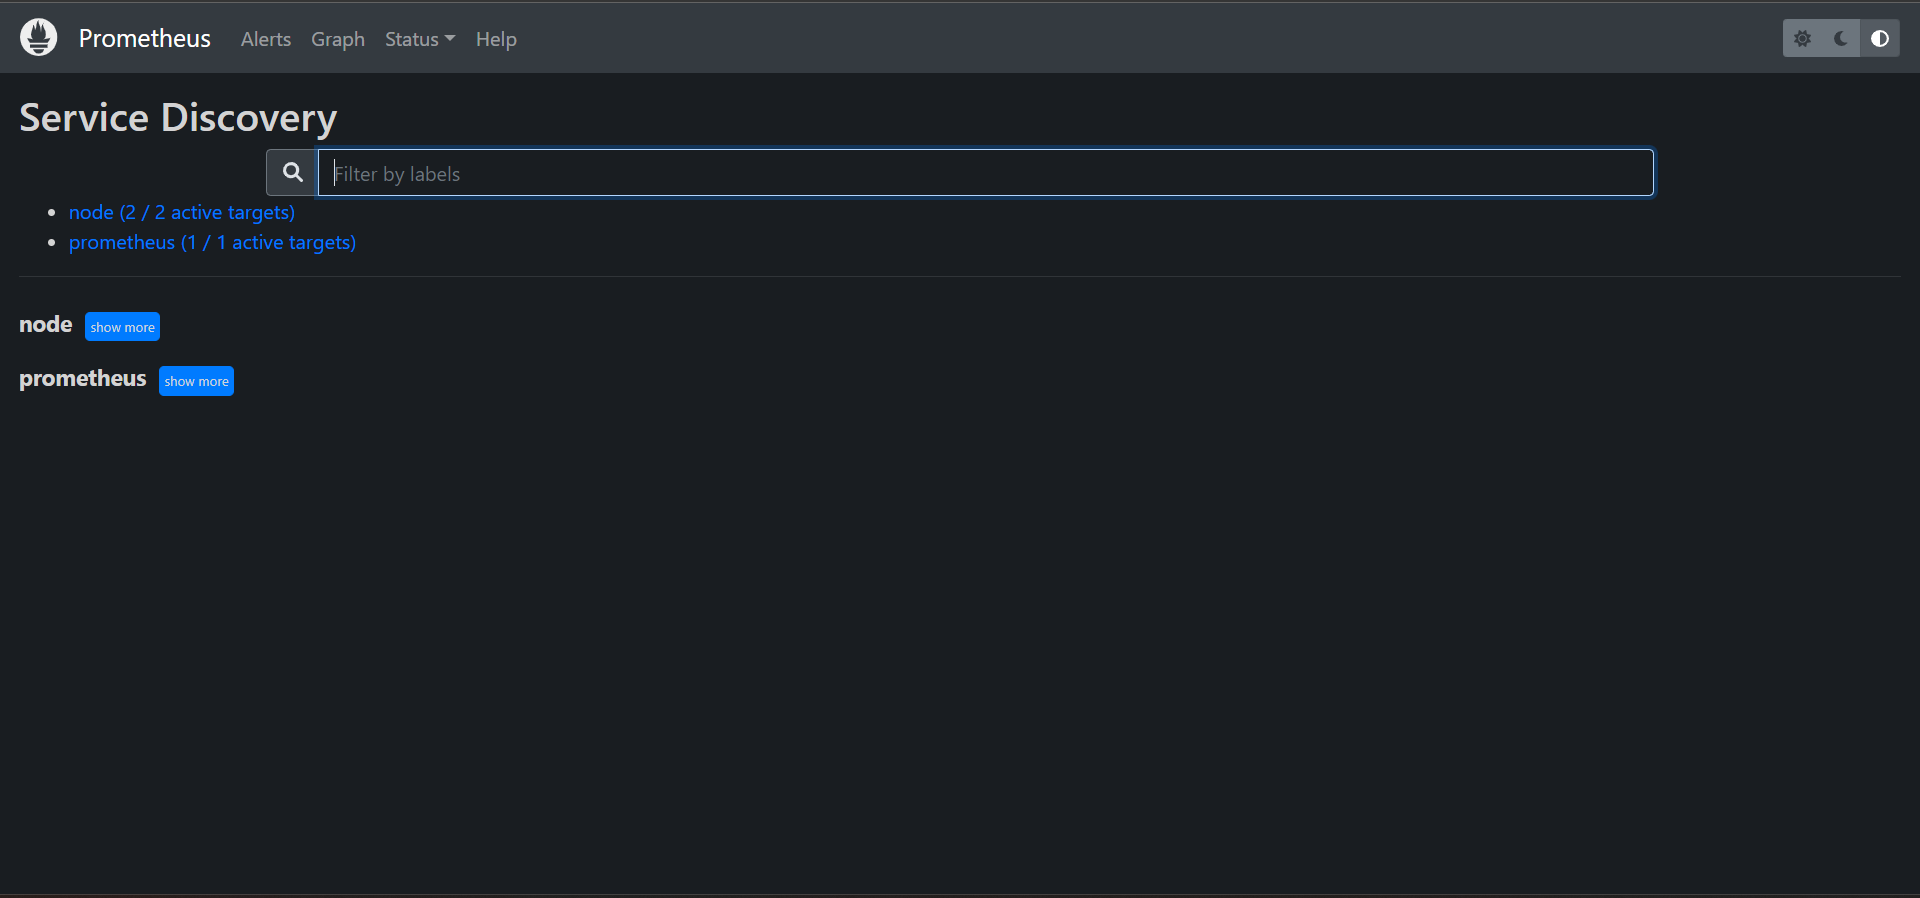 Prometheus Alerts Graph Status Help
Service Discovery
Filter by labels
node (2 / 2 active targets)
prometheus (1 / 1 active targets)
node show more
prometheus show more